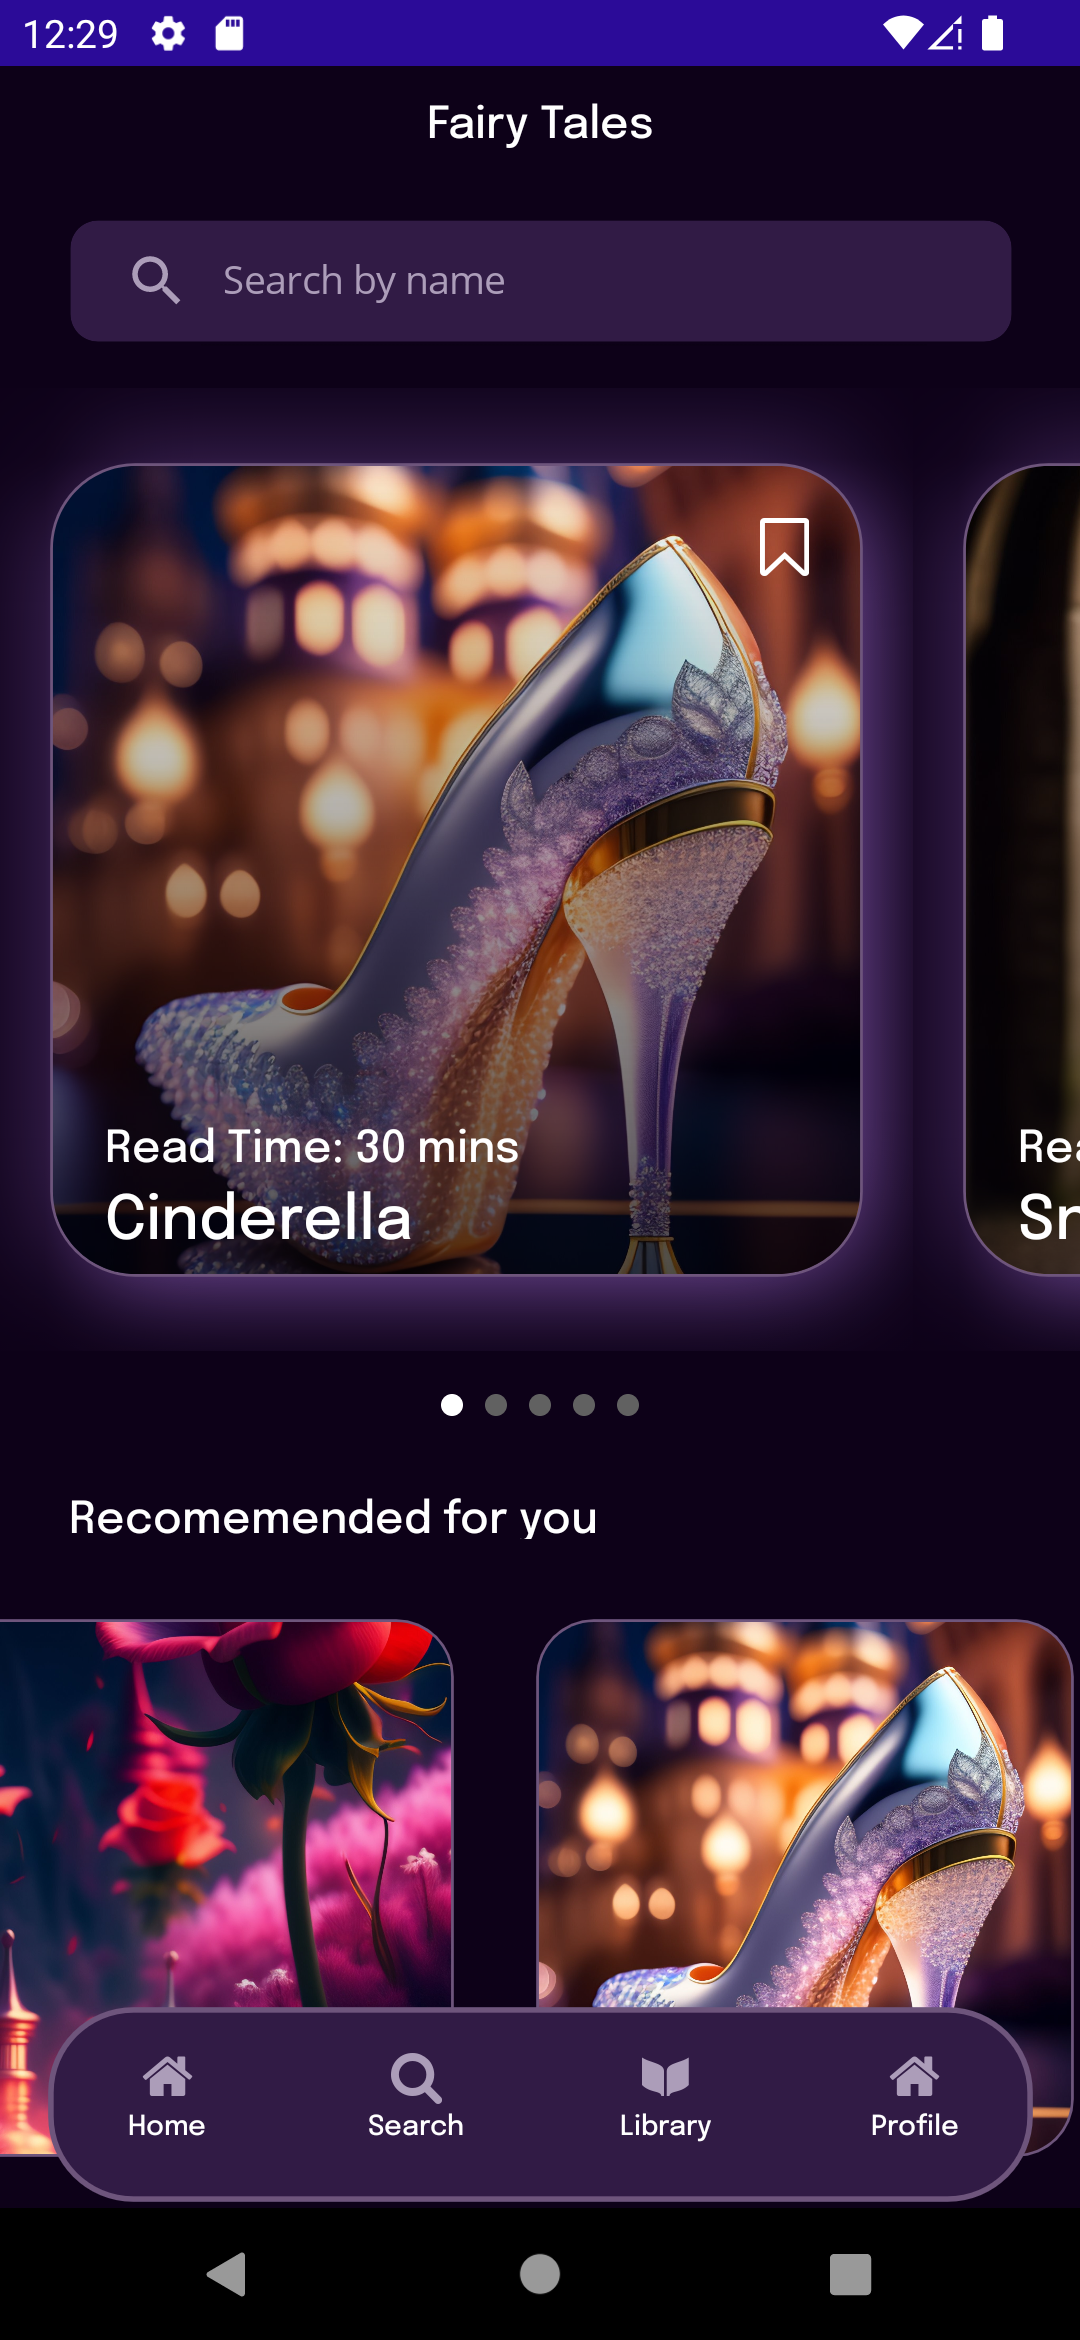 12:29
Fairy Tales
Search by name
Read Time: 30 mins
Cinderella
Rea
Sn
Recomemended for you
Home
Search
Library
Profile